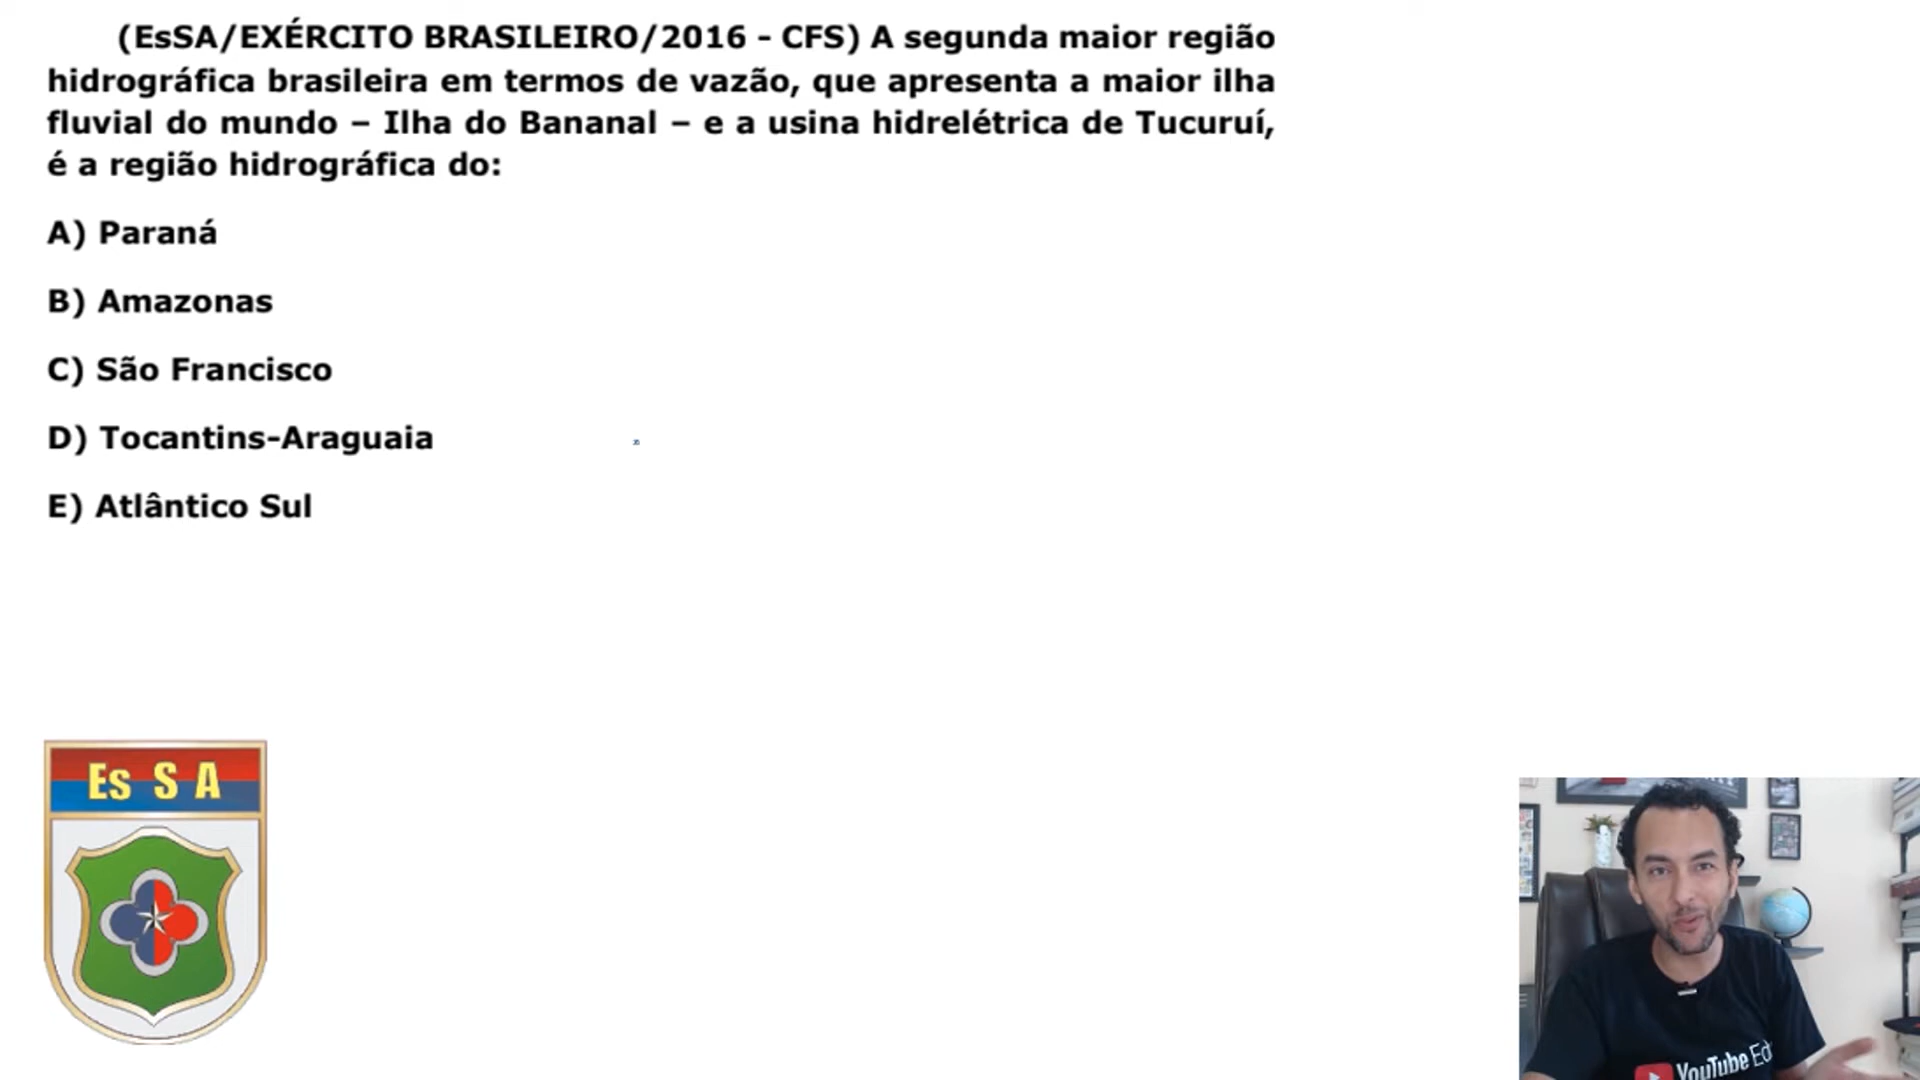 (EsSA/EXÉRCITO BRASILEIRO/2016 - CFS) A segunda maior região
hidrográfica brasileira em termos de vazão, que apresenta a maior ilha
fluvial do mundo – Ilha do Bananal – e a usina hidrelétrica de Tucuruí,
é a região hidrográfica do:
A) Paraná
B) Amazonas
C) São Francisco
D) Tocantins-Araguaia
E) Atlântico Sul
Es S A
YouTube Ed